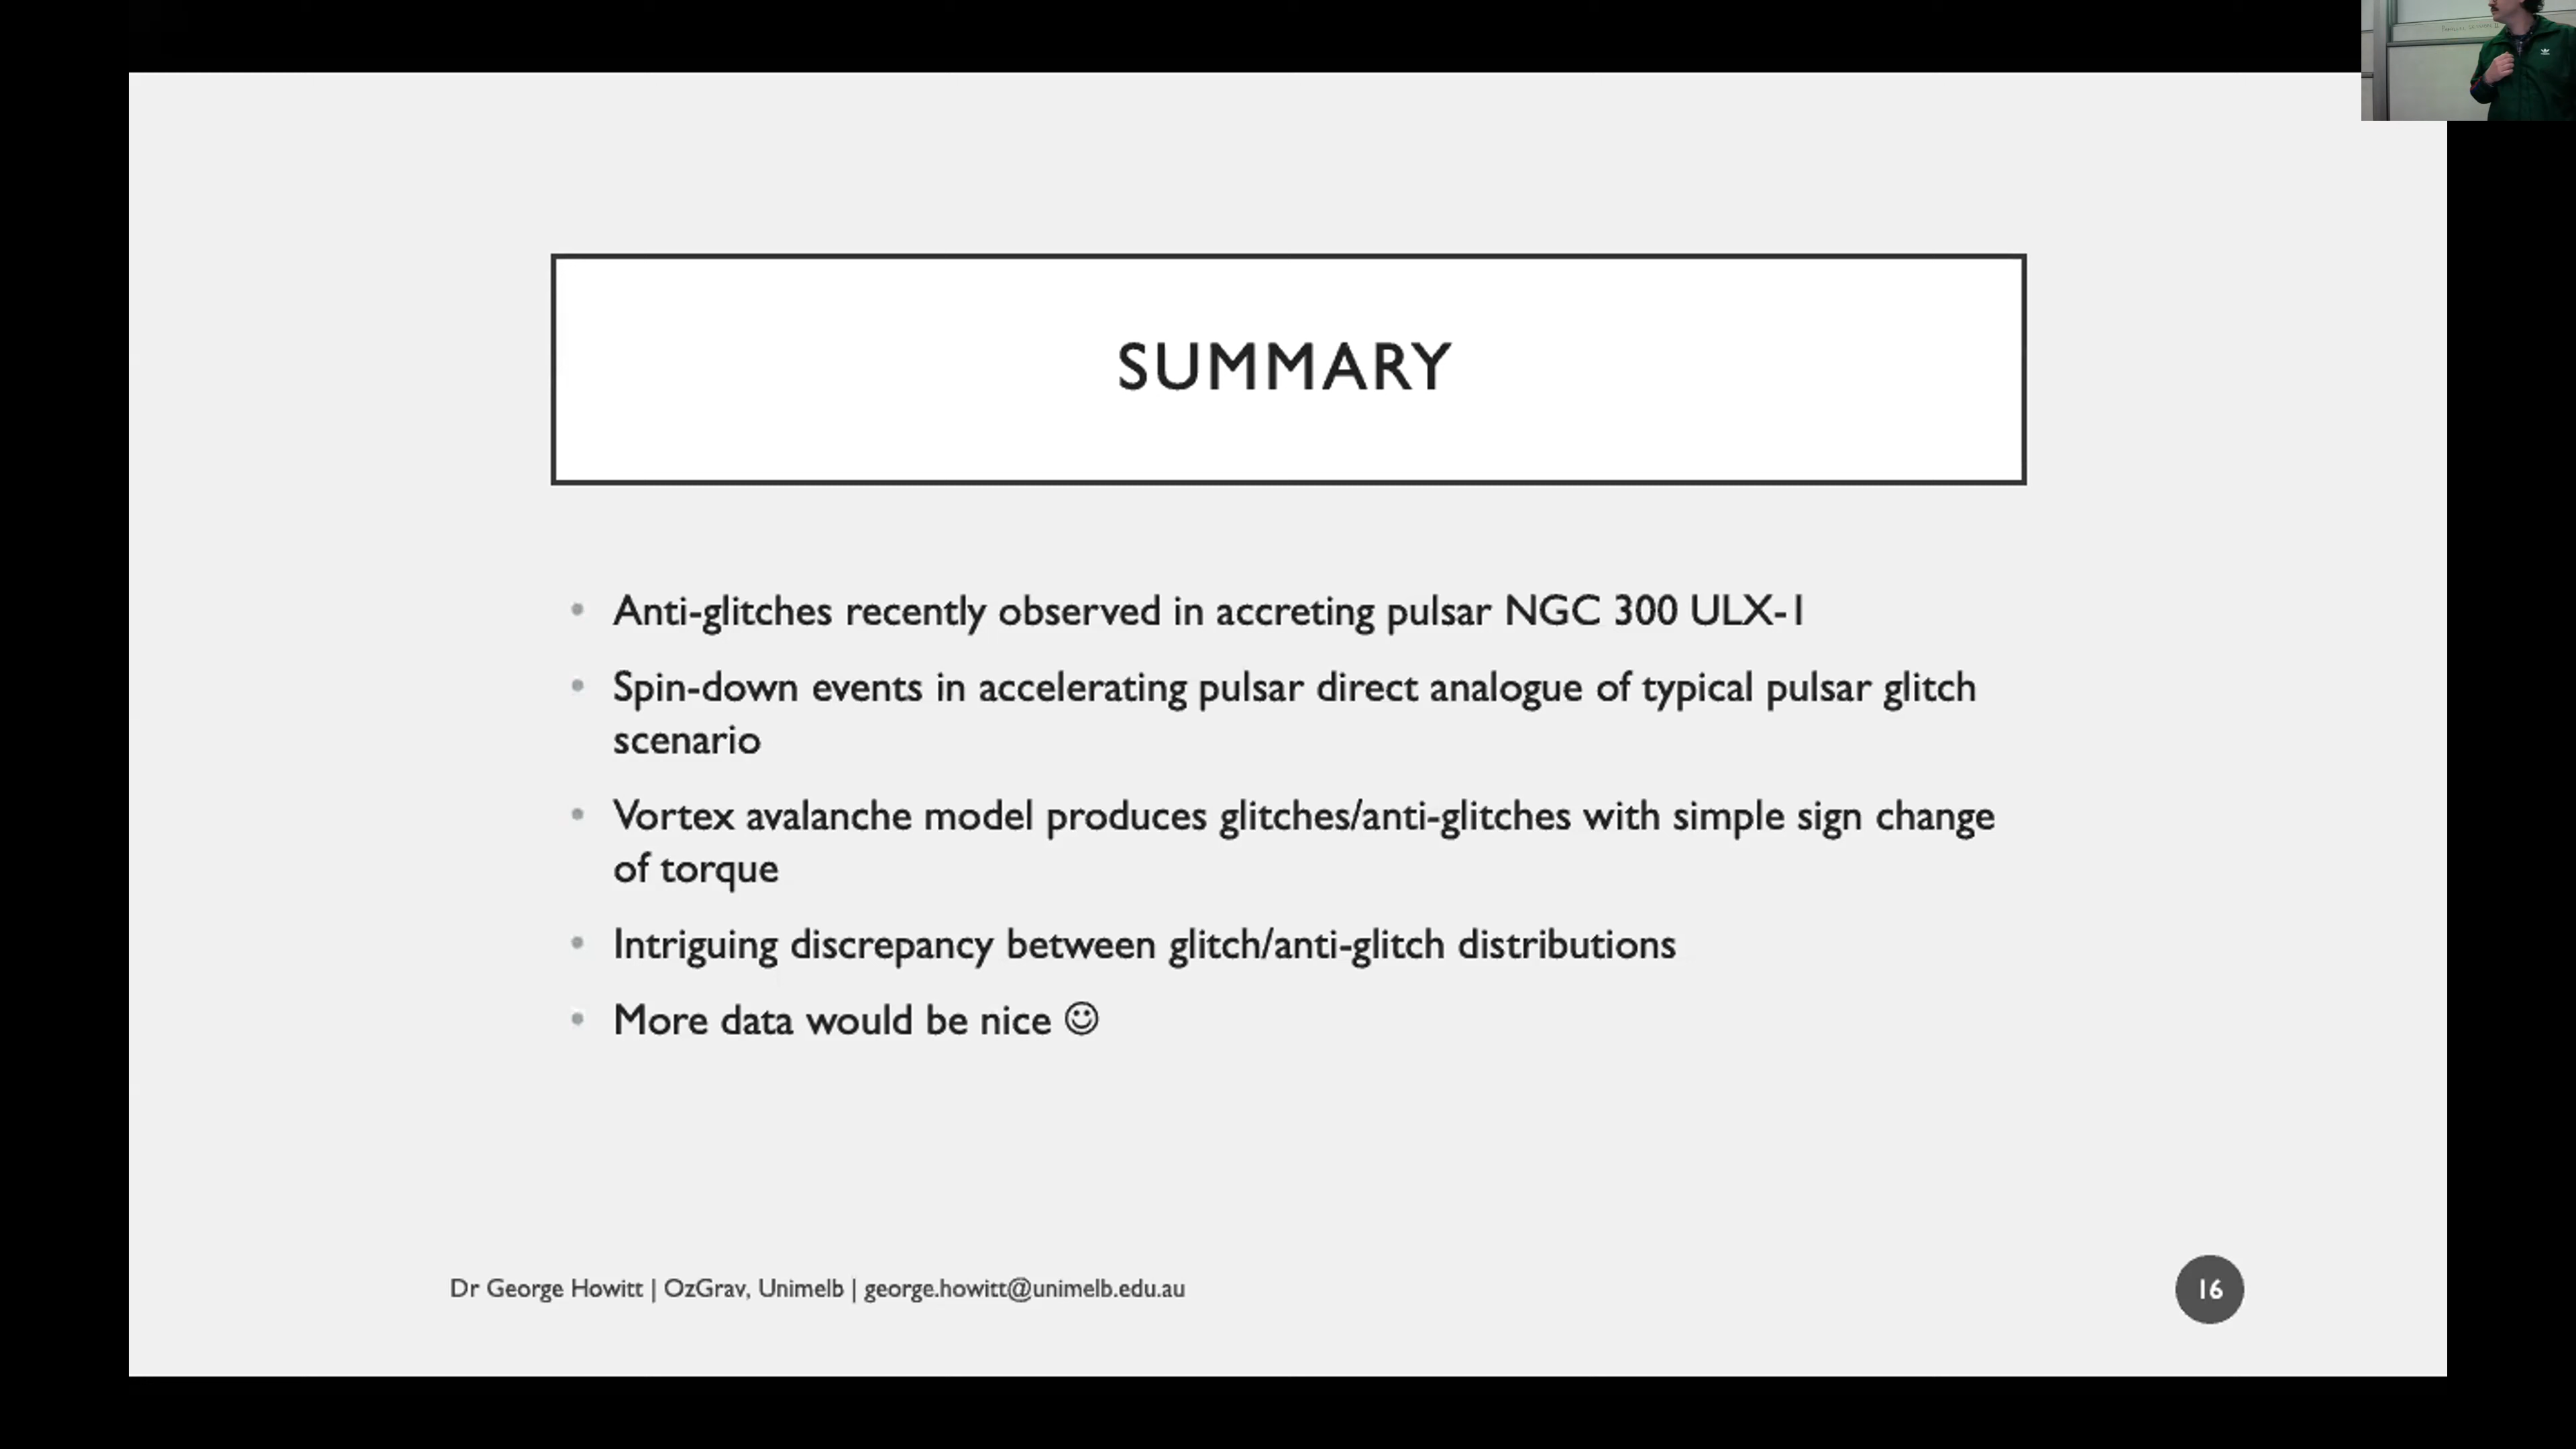 SUMMARY
• Anti-glitches recently observed in accreting pulsar NGC 300 ULX-1
• Spin-down events in accelerating pulsar direct analogue of typical pulsar glitch
scenario
• Vortex avalanche model produces glitches/anti-glitches with simple sign change
of torque
• Intriguing discrepancy between glitch/anti-glitch distributions
• More data would be nice ☺
Dr George Howitt | OzGrav, Unimelb | george.howitt@unimelb.edu.au
16